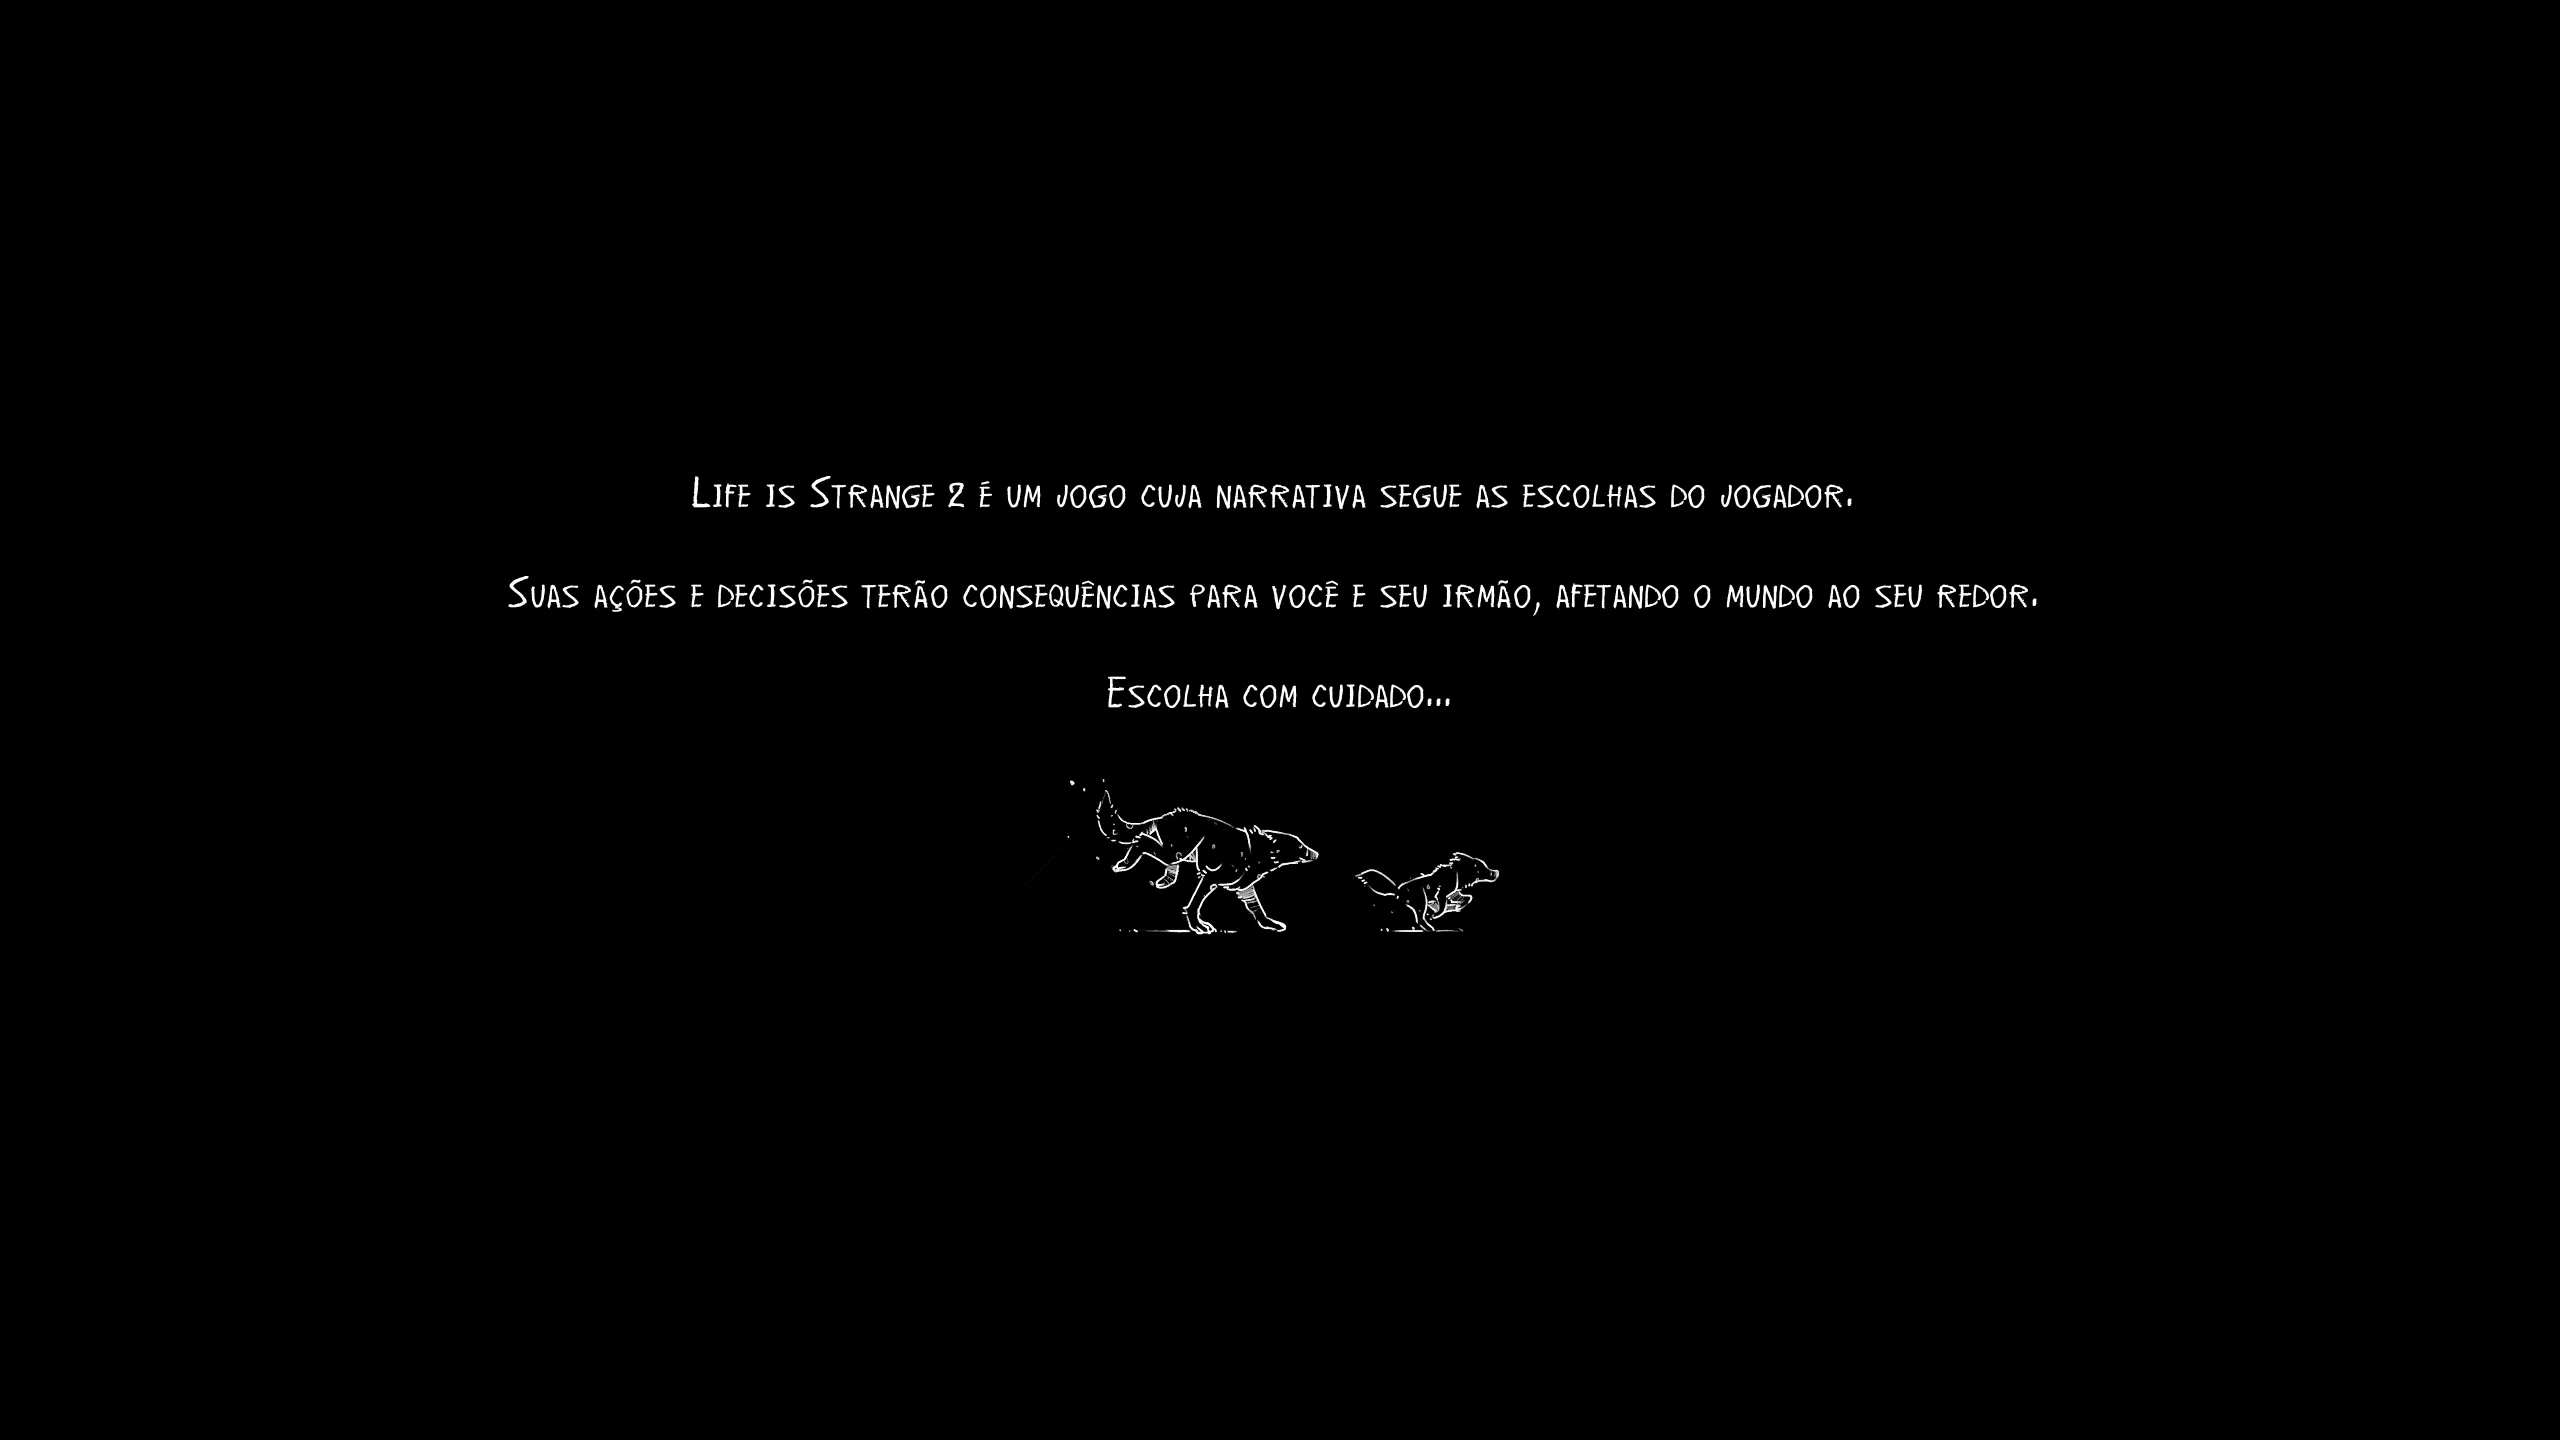 Life is Strange 2 é um jogo cuja narrativa segue as escolhas do jogador.
Suas ações e decisões terão consequências para você e seu irmão, afetando o mundo ao seu redor.
Escolha com cuidado...